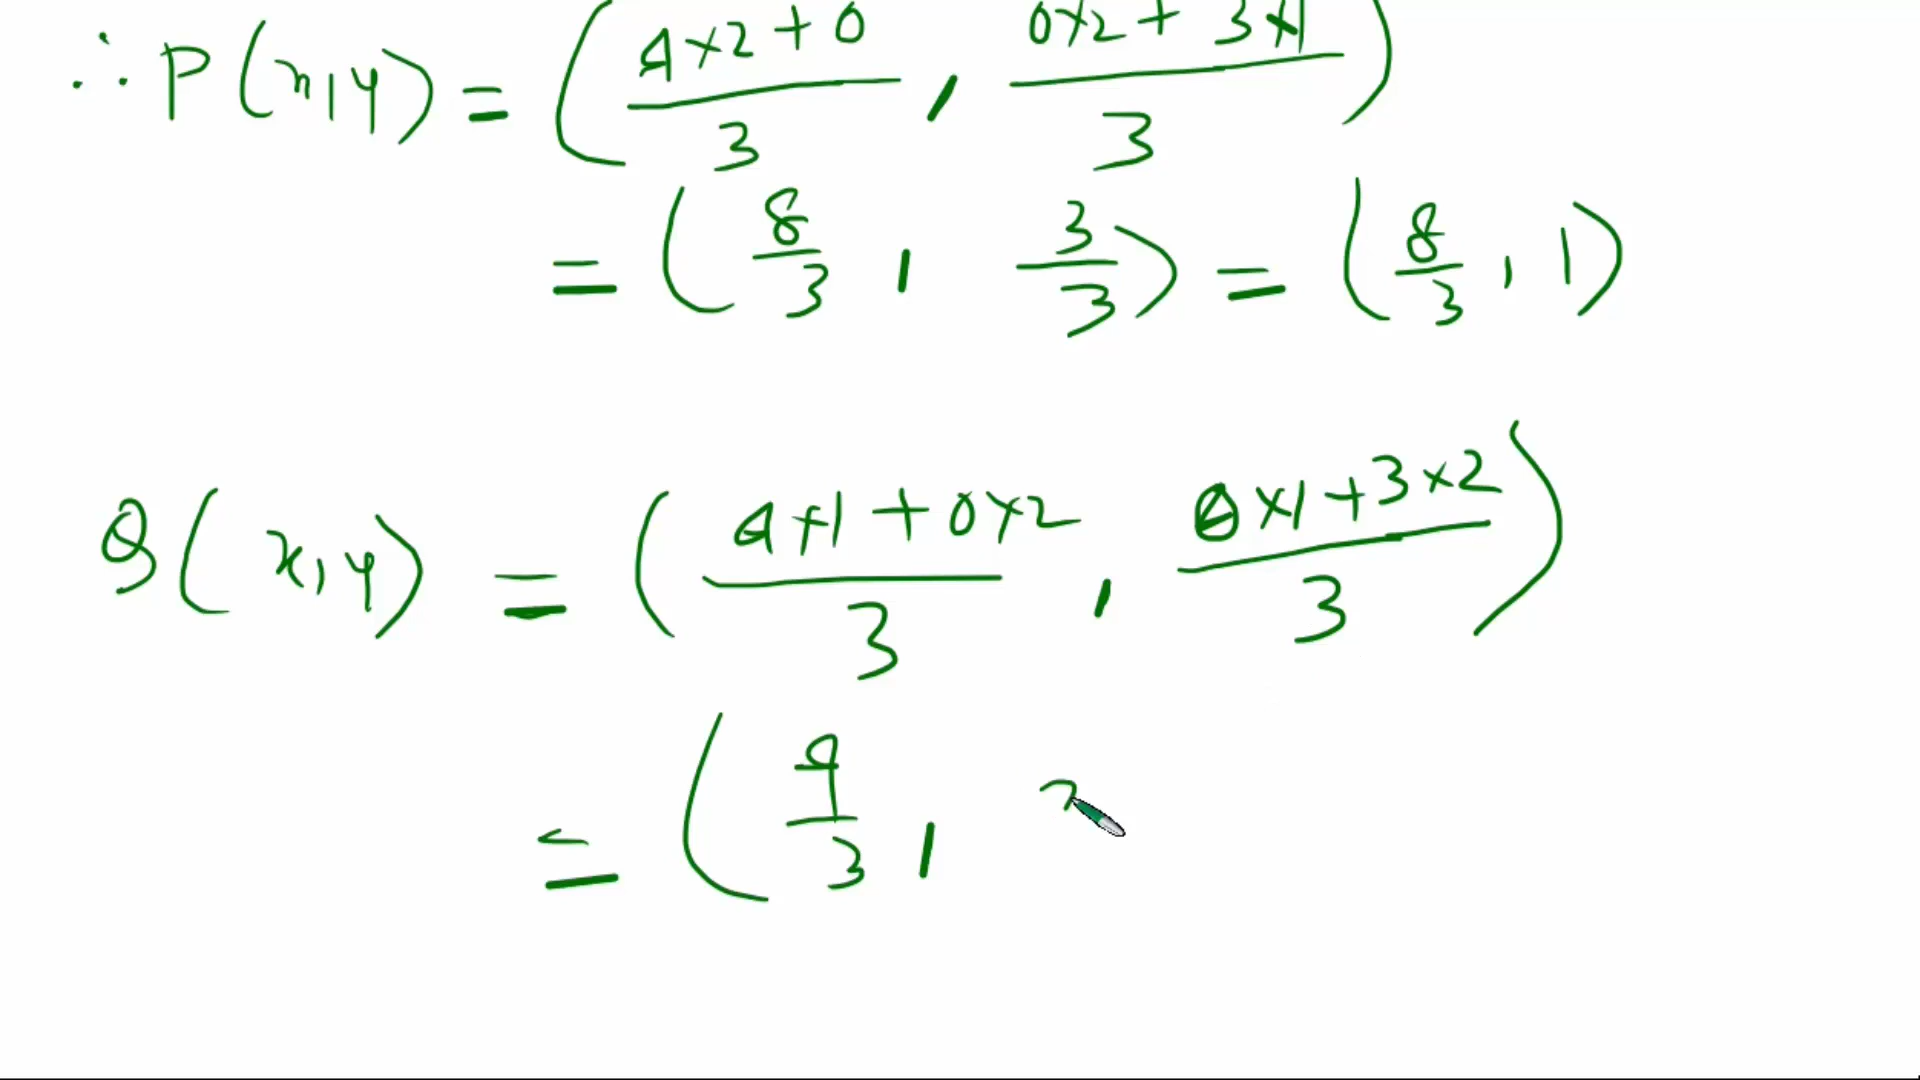 ∴ P(x,y) = (4×2+0/3, 0×2+3×1/3)
= (8/3, 3/3) = (8/3, 1)
Q(x,y) = (4×1+0×2/3, 0×1+3×2/3)
= (4/3,